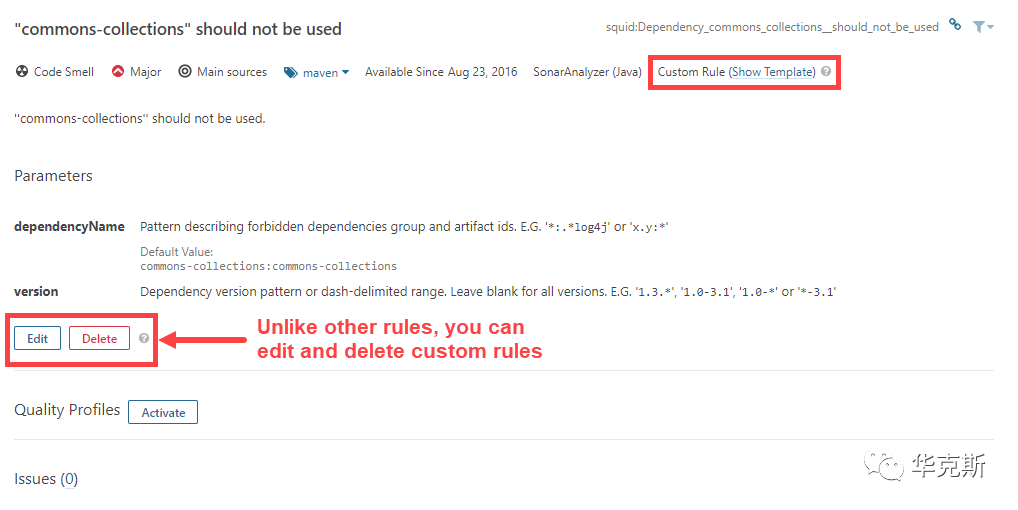 "commons-collections" should not be used
squid:Dependency_commons_collections__should_not_be_used
Code Smell Major Main sources maven Available Since Aug 23, 2016 SonarAnalyzer (Java) Custom Rule (Show Template) ?
"commons-collections" should not be used.
Parameters
dependencyName Pattern describing forbidden dependencies group and artifact ids. E.G. '*:.*log4j' or 'x.y:*'
Default Value:
commons-collections:commons-collections
version Dependency version pattern or dash-delimited range. Leave blank for all versions. E.G. '1.3.*', '1.0-3.1', '1.0-*' or '*-3.1'
Edit Delete ?
Unlike other rules, you can
edit and delete custom rules
Quality Profiles Activate
Issues (0)
华克斯